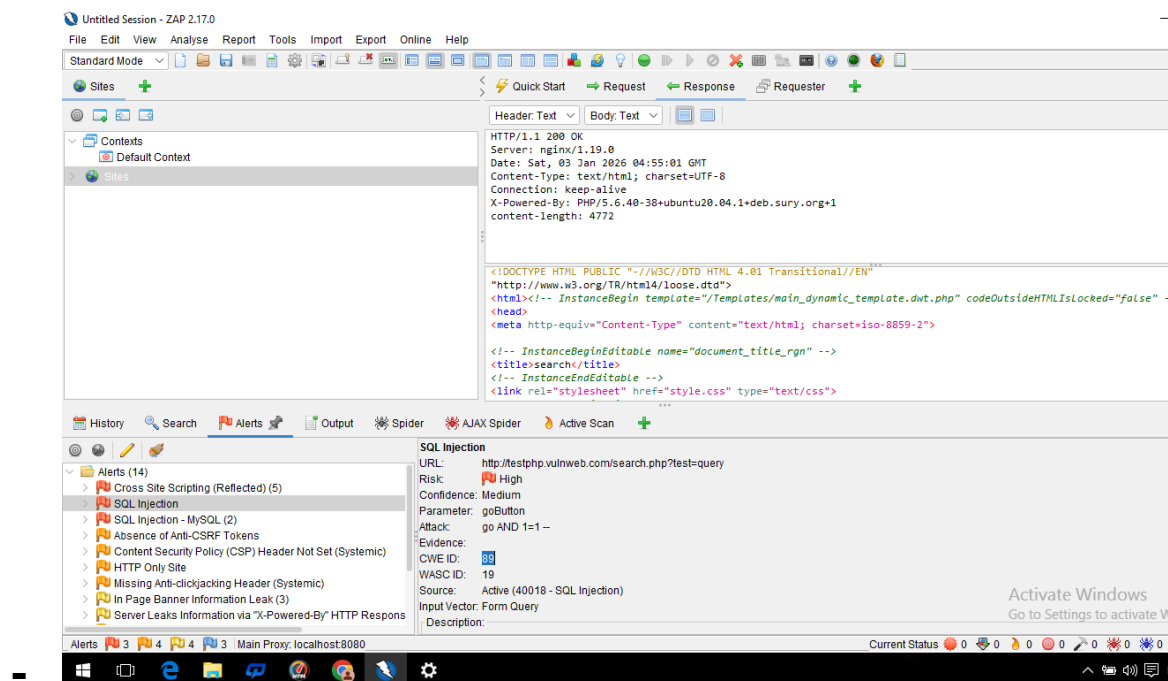 Untitled Session - ZAP 2.17.0
File Edit View Analyse Report Tools Import Export Online Help
Standard Mode
Sites
Quick Start Request Response Requester
Header: Text Body: Text
Contexts
Default Context
Sites
HTTP/1.1 200 OK
Server: nginx/1.19.0
Date: Sat, 03 Jan 2026 04:55:01 GMT
Content-Type: text/html; charset=UTF-8
Connection: keep-alive
X-Powered-By: PHP/5.6.40-38+ubuntu20.04.1+deb.sury.org+1
content-length: 4772
<!DOCTYPE HTML PUBLIC "-//W3C//DTD HTML 4.01 Transitional//EN"
"http://www.w3.org/TR/html4/loose.dtd">
<html><!-- InstanceBegin template="/Templates/main_dynamic_template.dwt.php" codeOutsideHTMLIsLocked="false" -
<head>
<meta http-equiv="Content-Type" content="text/html; charset=iso-8859-2">
<!-- InstanceBeginEditable name="document_title_rgn" -->
<title>search</title>
<!-- InstanceEndEditable -->
<link rel="stylesheet" href="style.css" type="text/css">
History Search Alerts Output Spider AJAX Spider Active Scan
Alerts (14)
Cross Site Scripting (Reflected) (5)
SQL Injection
SQL Injection - MySQL (2)
Absence of Anti-CSRF Tokens
Content Security Policy (CSP) Header Not Set (Systemic)
HTTP Only Site
Missing Anti-clickjacking Header (Systemic)
In Page Banner Information Leak (3)
Server Leaks Information via "X-Powered-By" HTTP Respons
SQL Injection
URL: http://testphp.vulnweb.com/search.php?test=query
Risk: High
Confidence: Medium
Parameter: goButton
Attack: go AND 1=1 --
Evidence:
CWE ID: 89
WASC ID: 19
Source: Active (40018 - SQL Injection)
Input Vector: Form Query
Description:
Activate Windows
Go to Settings to activate W
Alerts 3 4 4 3 Main Proxy: localhost:8080
Current Status 0 0 0 0 0 0 0